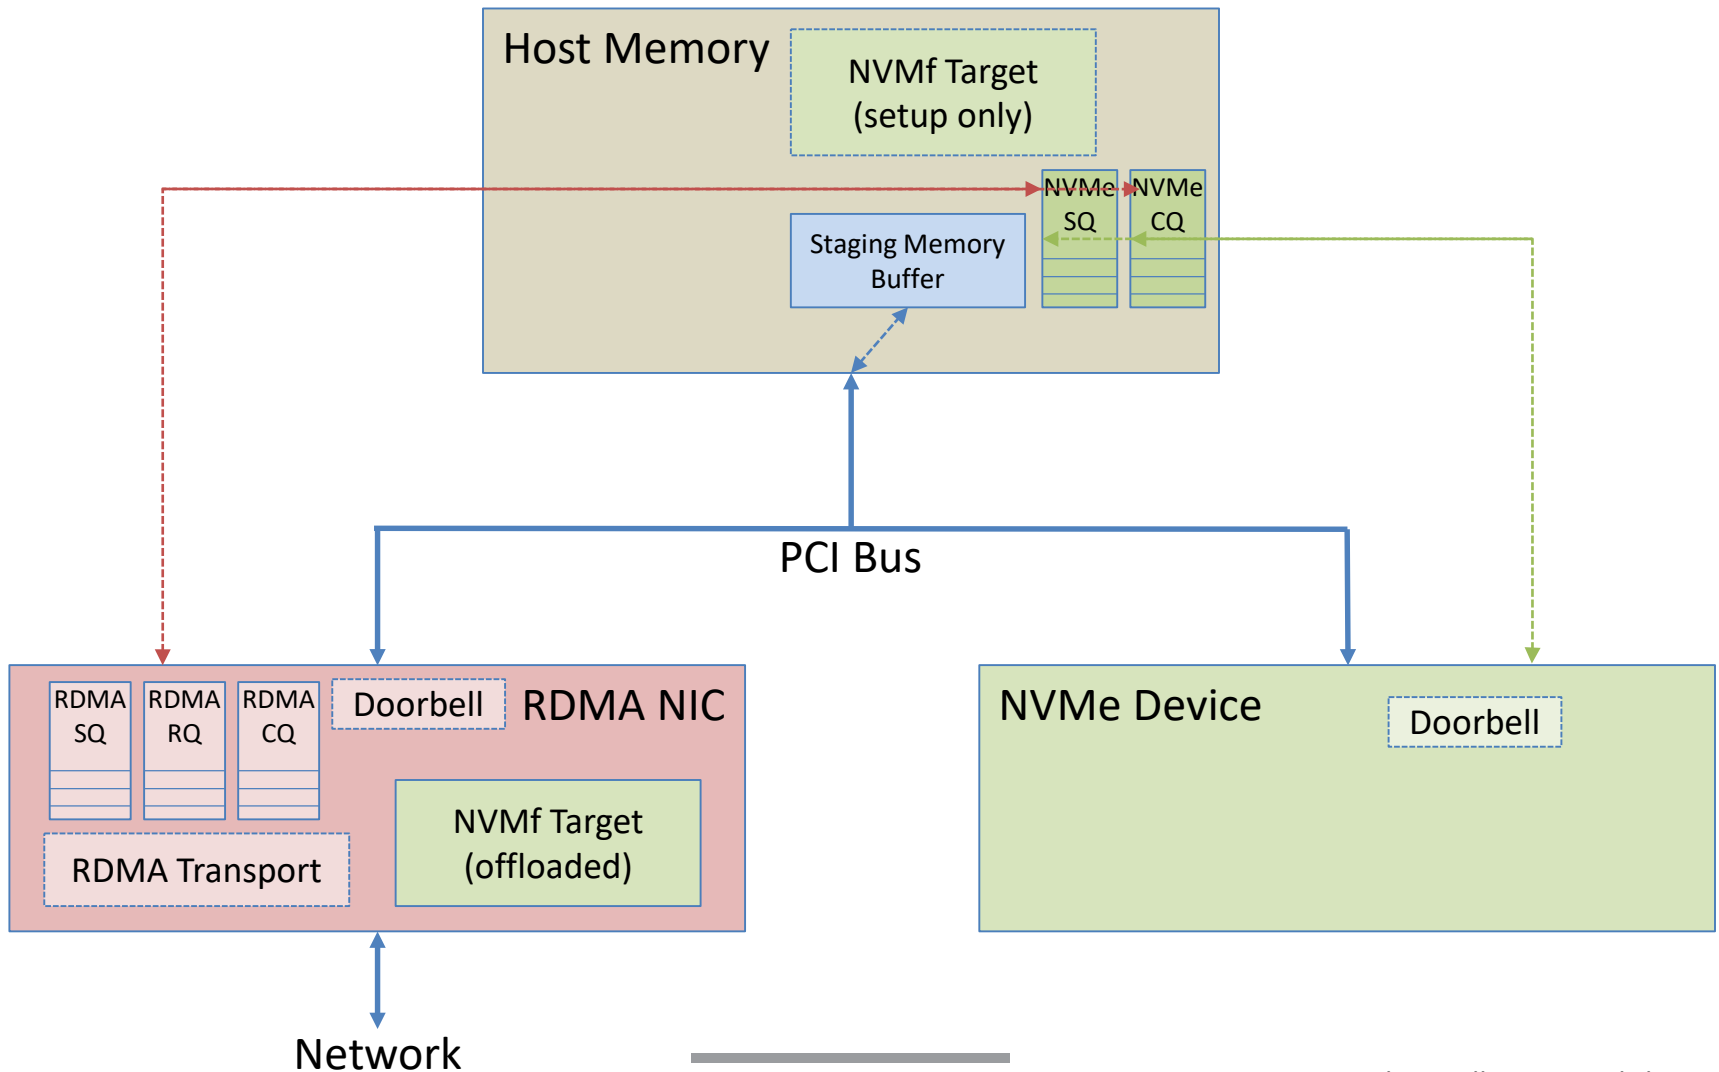 Host Memory
NVMf Target
(setup only)
NVMe
SQ
NVMe
CQ
Staging Memory
Buffer
PCI Bus
RDMA
SQ
RDMA
RQ
RDMA
CQ
Doorbell
RDMA NIC
NVMf Target
(offloaded)
RDMA Transport
NVMe Device
Doorbell
Network